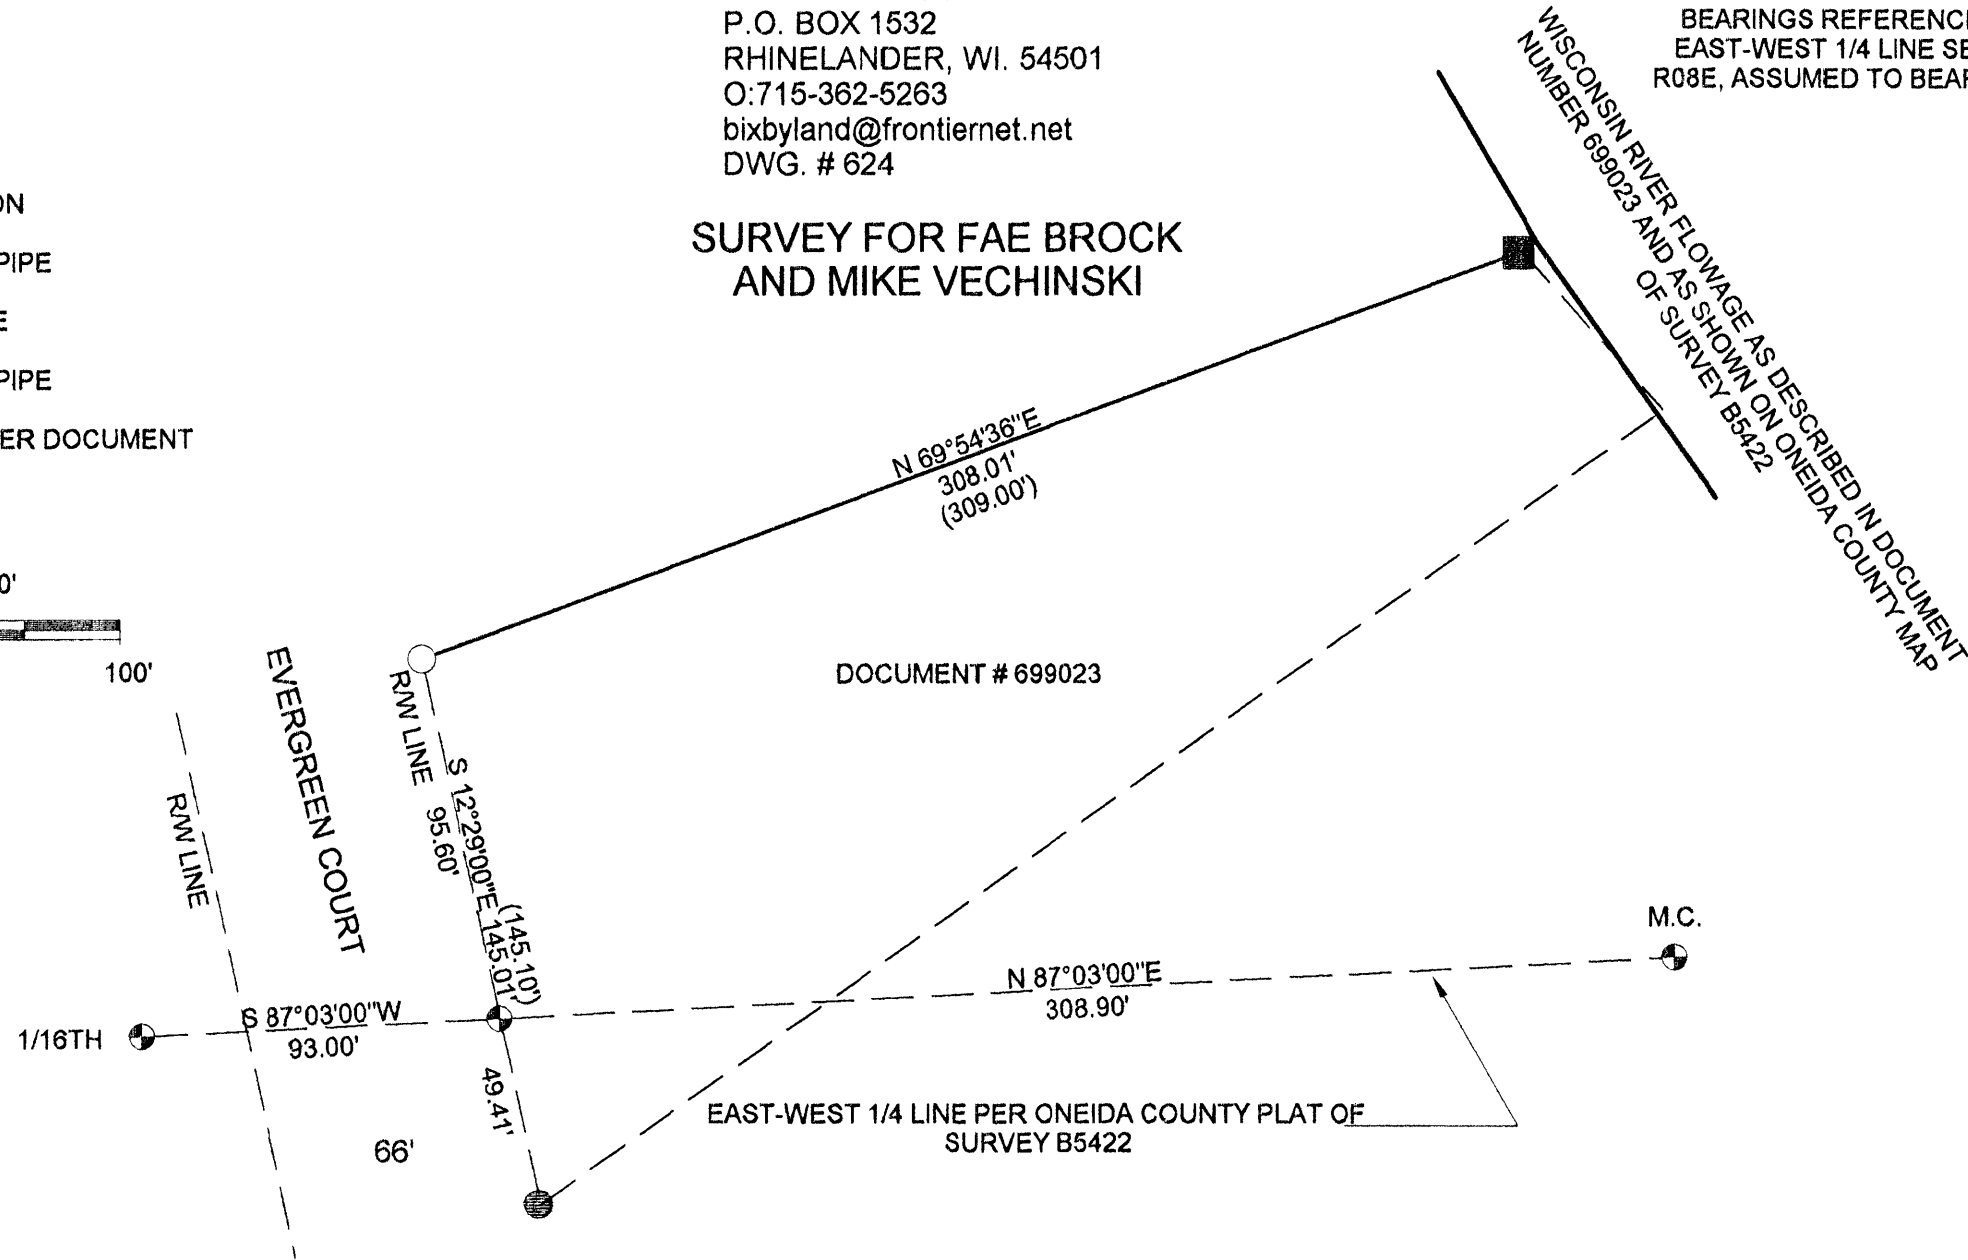 P.O. BOX 1532
RHINELANDER, WI. 54501
O:715-362-5263
bixbyland@frontiernet.net
DWG. # 624
BEARINGS REFERENC
EAST-WEST 1/4 LINE SE
R08E, ASSUMED TO BEA
ON
PIPE
E
PIPE
ER DOCUMENT
SURVEY FOR FAE BROCK
AND MIKE VECHINSKI
WISCONSIN RIVER FLOWAGE AS DESCRIBED IN DOCUMENT
NUMBER 699023 AND AS SHOWN ON ONEIDA COUNTY MAP
OF SURVEY B5422
N 69°54'36"E
308.01'
(309.00')
0'
100'
EVERGREEN COURT
R/W LINE
R/W LINE
95.60'
S 12°29'00"E 145.01'
(145.10')
DOCUMENT # 699023
M.C.
N 87°03'00"E
308.90'
1/16TH
S 87°03'00"W
93.00'
49.41'
66'
EAST-WEST 1/4 LINE PER ONEIDA COUNTY PLAT OF
SURVEY B5422